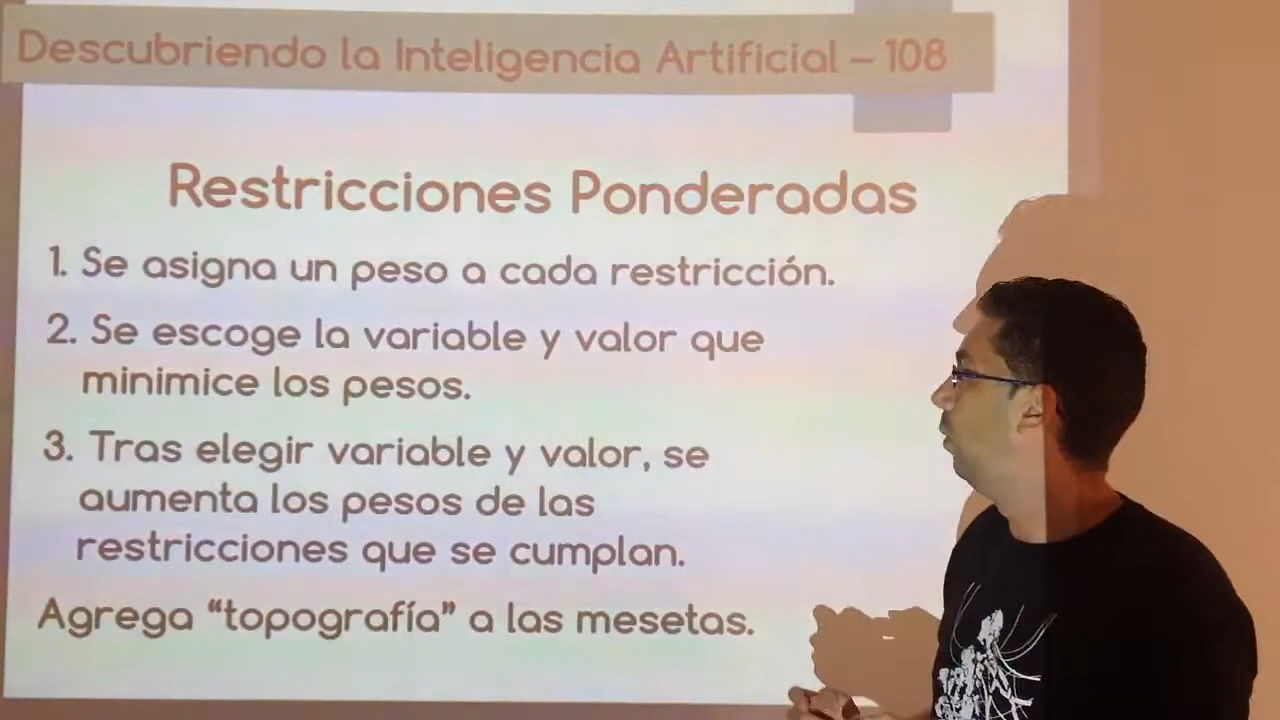 Descubriendo la Inteligencia Artificial – 108
Restricciones Ponderadas
1. Se asigna un peso a cada restricción.
2. Se escoge la variable y valor que
minimice los pesos.
3. Tras elegir variable y valor, se
aumenta los pesos de las
restricciones que se cumplan.
Agrega “topografía” a las mesetas.